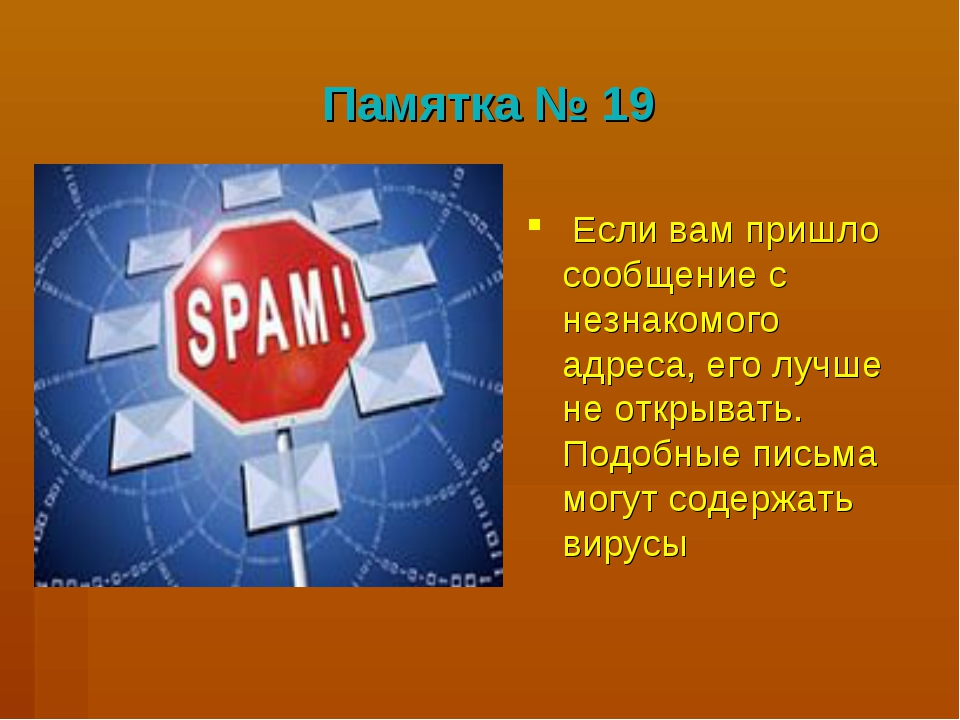 Памятка № 19
SPAM!
Если вам пришло
сообщение с
незнакомого
адреса, его лучше
не открывать.
Подобные письма
могут содержать
вирусы